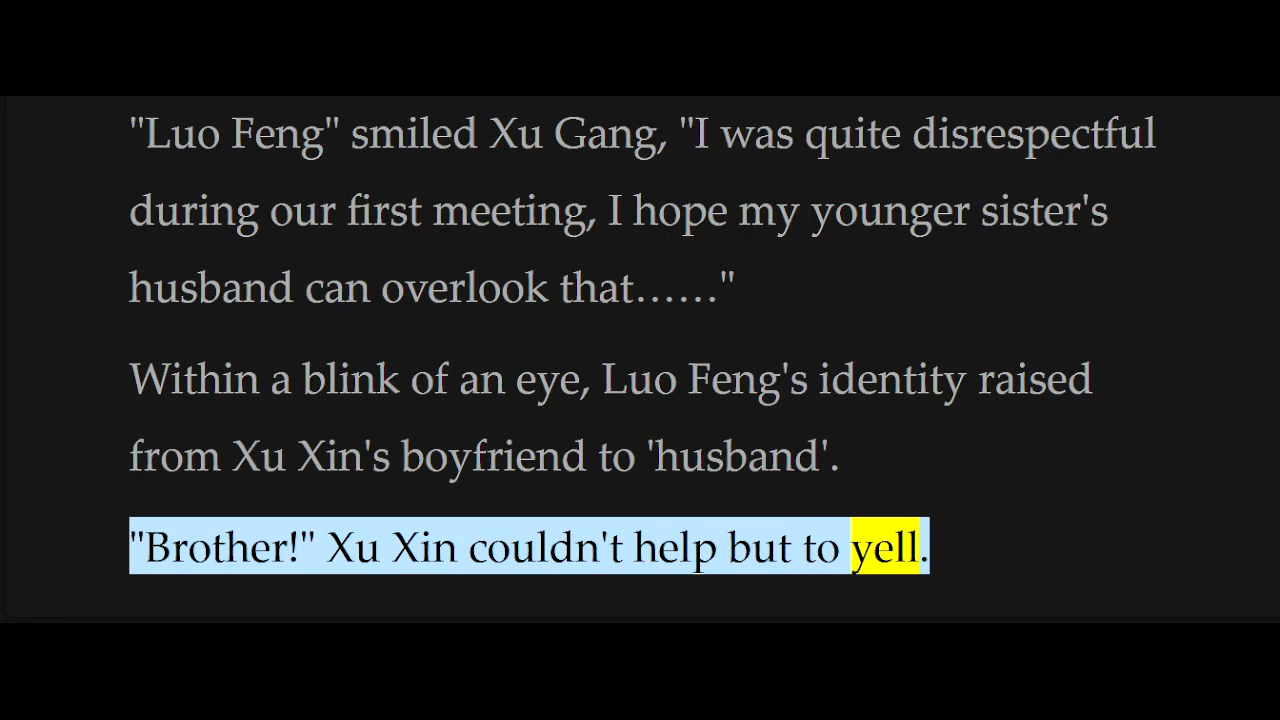 "Luo Feng" smiled Xu Gang, "I was quite disrespectful
during our first meeting, I hope my younger sister's
husband can overlook that......"
Within a blink of an eye, Luo Feng's identity raised
from Xu Xin's boyfriend to 'husband'.
"Brother!" Xu Xin couldn't help but to yell.